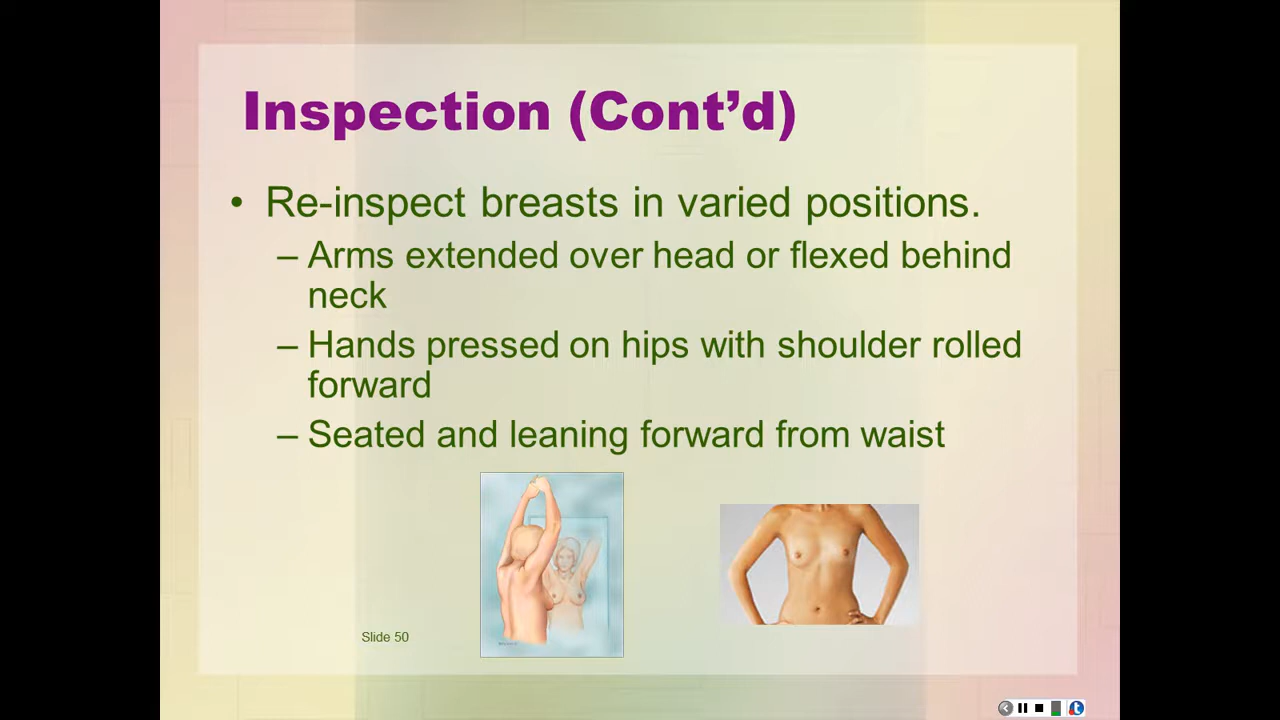 Inspection (Cont’d)
• Re-inspect breasts in varied positions.
– Arms extended over head or flexed behind
neck
– Hands pressed on hips with shoulder rolled
forward
– Seated and leaning forward from waist
Slide 50